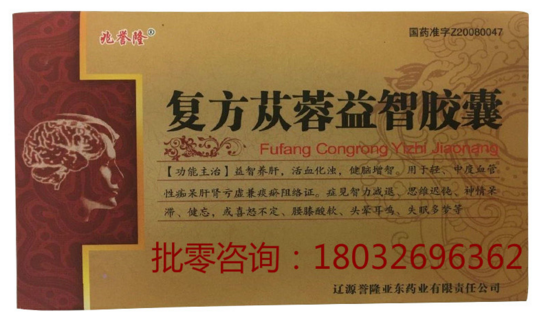 兆誉隆®
国药准字Z20080047
复方苁蓉益智胶囊
Fufang Congrong Yizhi Jiaonang
【功能主治】益智养肝,活血化浊,健脑增智。用于轻、中度血管
性痴呆肝肾亏虚兼痰瘀阻络证。症见智力减退、思维迟钝、神情呆
滞、健忘,或喜怒不定、腰膝酸软、头晕耳鸣、失眠多梦等
批零咨询:18032696362
辽源誉隆亚东药业有限责任公司